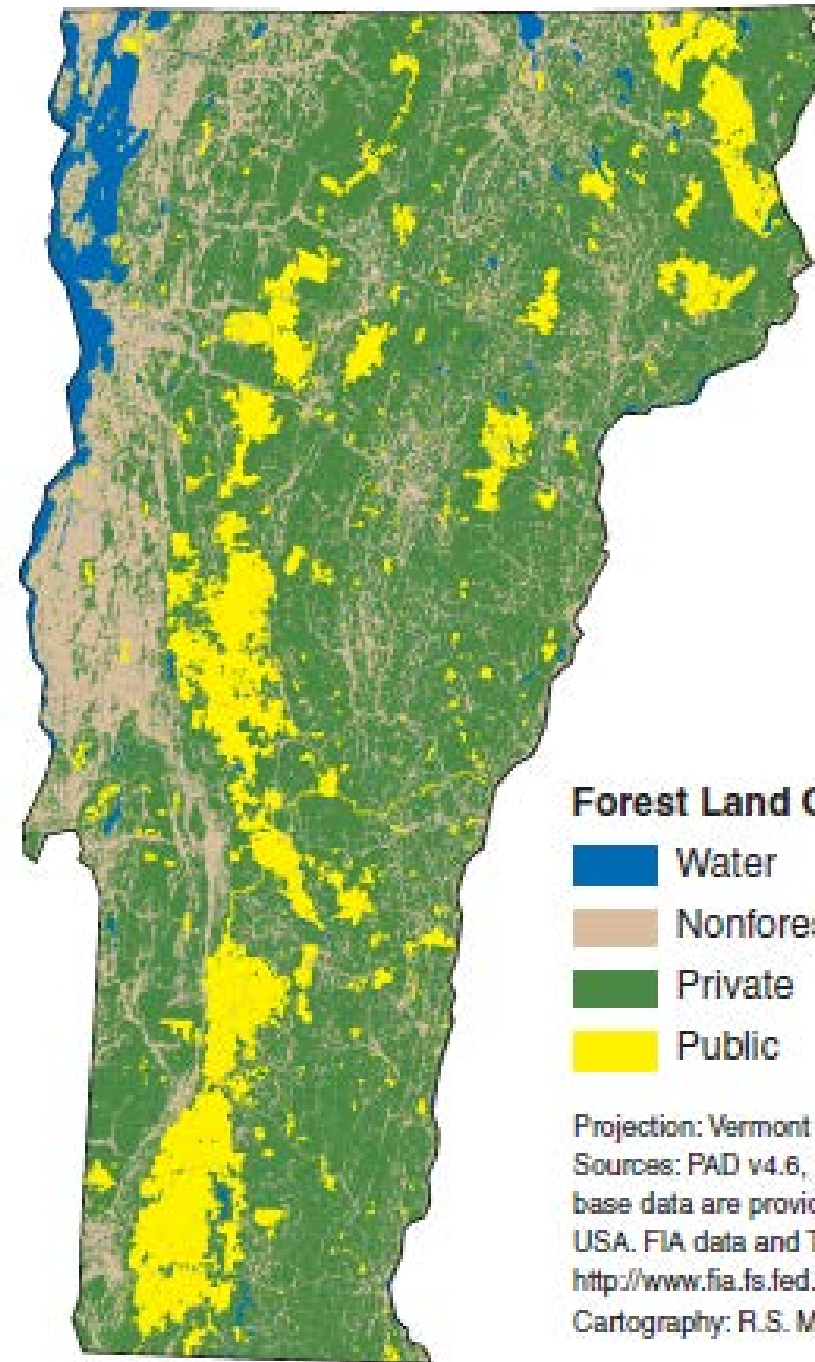 Forest Land O
Water
Nonfores
Private
Public
Projection: Vermont
Sources: PAD v4.6,
base data are provid
USA. FIA data and T
http://www.fia.fs.fed.
Cartography: R.S. M